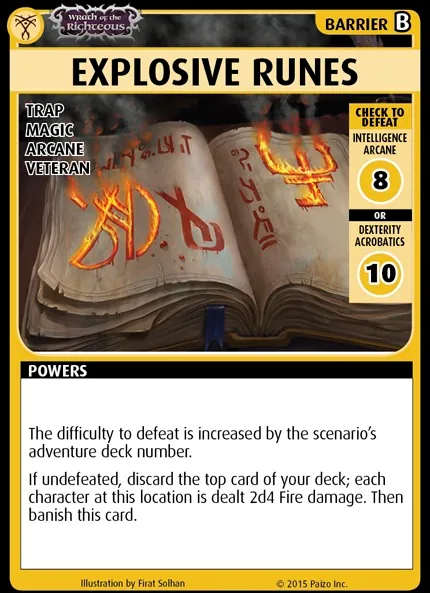 WRATH of the
RIGHTEOUS
BARRIER B
EXPLOSIVE RUNES
TRAP
MAGIC
ARCANE
VETERAN
CHECK TO
DEFEAT
INTELLIGENCE
ARCANE
8
OR
DEXTERITY
ACROBATICS
10
POWERS
The difficulty to defeat is increased by the scenario's
adventure deck number.
If undefeated, discard the top card of your deck; each
character at this location is dealt 2d4 Fire damage. Then
banish this card.
Illustration by Firat Solhan
© 2015 Paizo Inc.